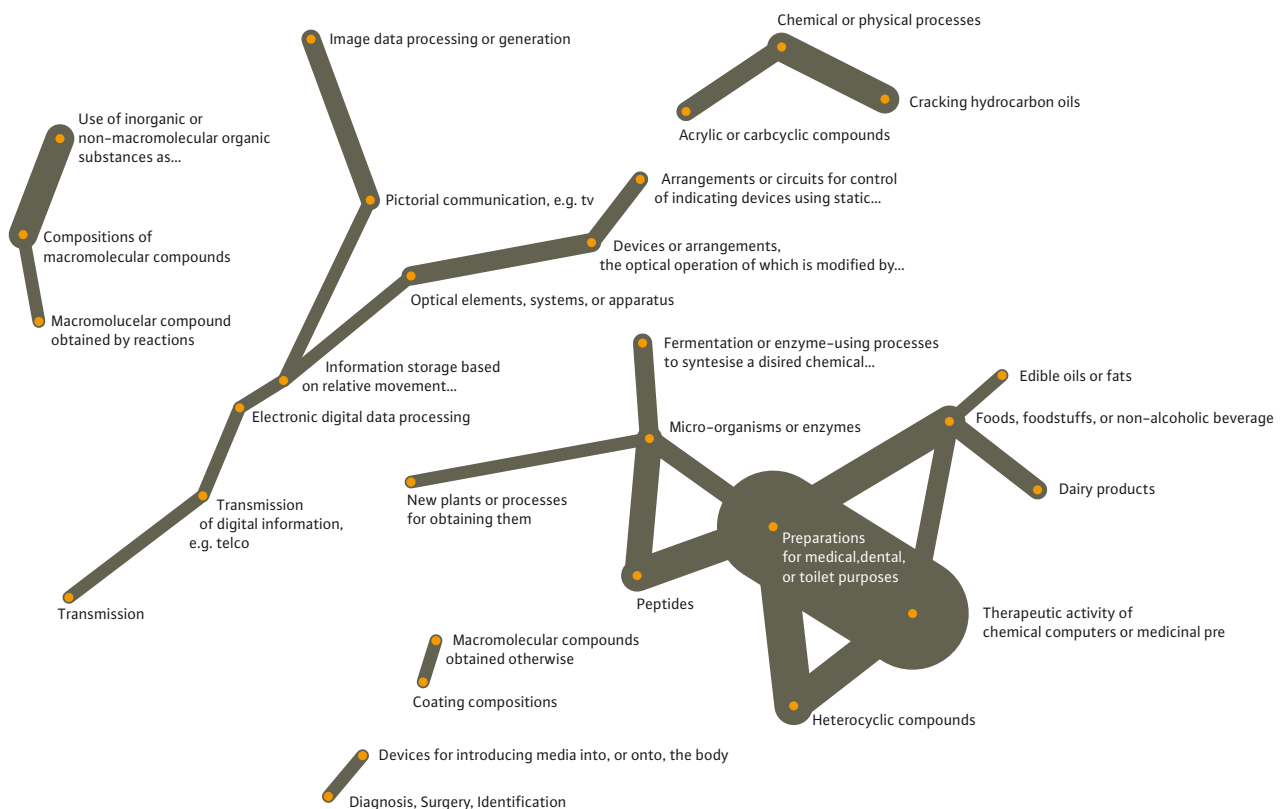 Chemical or physical processes
Image data processing or generation
Cracking hydrocarbon oils
Use of inorganic or
non-macromolecular organic
substances as...
Acrylic or carbcyclic compounds
Arrangements or circuits for control
of indicating devices using static...
Pictorial communication, e.g. tv
Compositions of
macromolecular compounds
Devices or arrangements,
the optical operation of which is modified by...
Optical elements, systems, or apparatus
Macromolucelar compound
obtained by reactions
Fermentation or enzyme-using processes
to syntesise a disired chemical...
Information storage based
on relative movement...
Edible oils or fats
Electronic digital data processing
Foods, foodstuffs, or non-alcoholic beverage
Micro-organisms or enzymes
Dairy products
New plants or processes
for obtaining them
Transmission
of digital information,
e.g. telco
Preparations
for medical,dental,
or toilet purposes
Peptides
Transmission
Therapeutic activity of
chemical computers or medicinal pre
Macromolecular compounds
obtained otherwise
Coating compositions
Heterocyclic compounds
Devices for introducing media into, or onto, the body
Diagnosis, Surgery, Identification